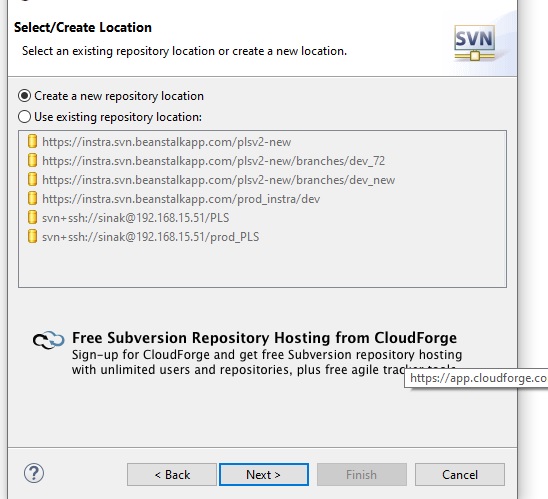 Select/Create Location
Select an existing repository location or create a new location.
SVN
Create a new repository location
Use existing repository location:
https://instra.svn.beanstalkapp.com/plsv2-new
https://instra.svn.beanstalkapp.com/plsv2-new/branches/dev_72
https://instra.svn.beanstalkapp.com/plsv2-new/branches/dev_new
https://instra.svn.beanstalkapp.com/prod_instra/dev
svn+ssh://sinak@192.168.15.51/PLS
svn+ssh://sinak@192.168.15.51/prod_PLS
Free Subversion Repository Hosting from CloudForge
Sign-up for CloudForge and get free Subversion repository hosting
with unlimited users and repositories, plus free agile tracker tools.
https://app.cloudforge.co
?
< Back
Next >
Finish
Cancel